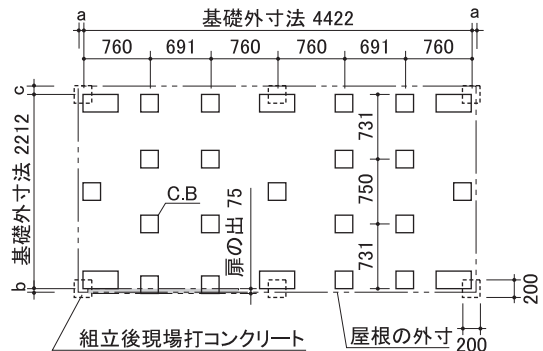 a
基礎外寸法 4422
a
760
691
760
760
691
760
c
基礎外寸法 2212
b
731
750
731
C.B
扉の出 75
200
200
組立後現場打コンクリート
屋根の外寸